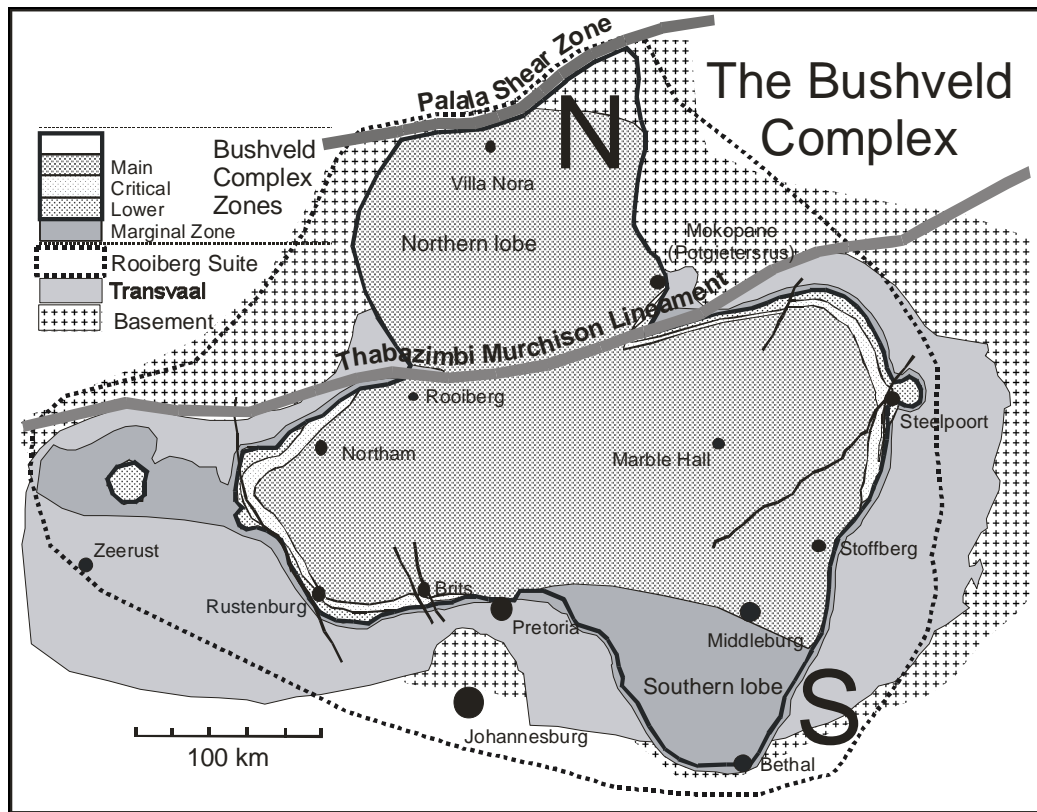 The Bushveld
Complex
Palala Shear Zone
N
Bushveld
Complex
Zones
Main
Critical
Lower
Marginal Zone
Rooiberg Suite
Transvaal
Basement
Villa Nora
Northern lobe
Mokopane
(Potgietersrus)
Thabazimbi Murchison Lineament
Rooiberg
Steelpoort
Northam
Marble Hall
Zeerust
Stoffberg
Rustenburg
Brits
Pretoria
Middleburg
Southern lobe
S
Johannesburg
Bethal
100 km